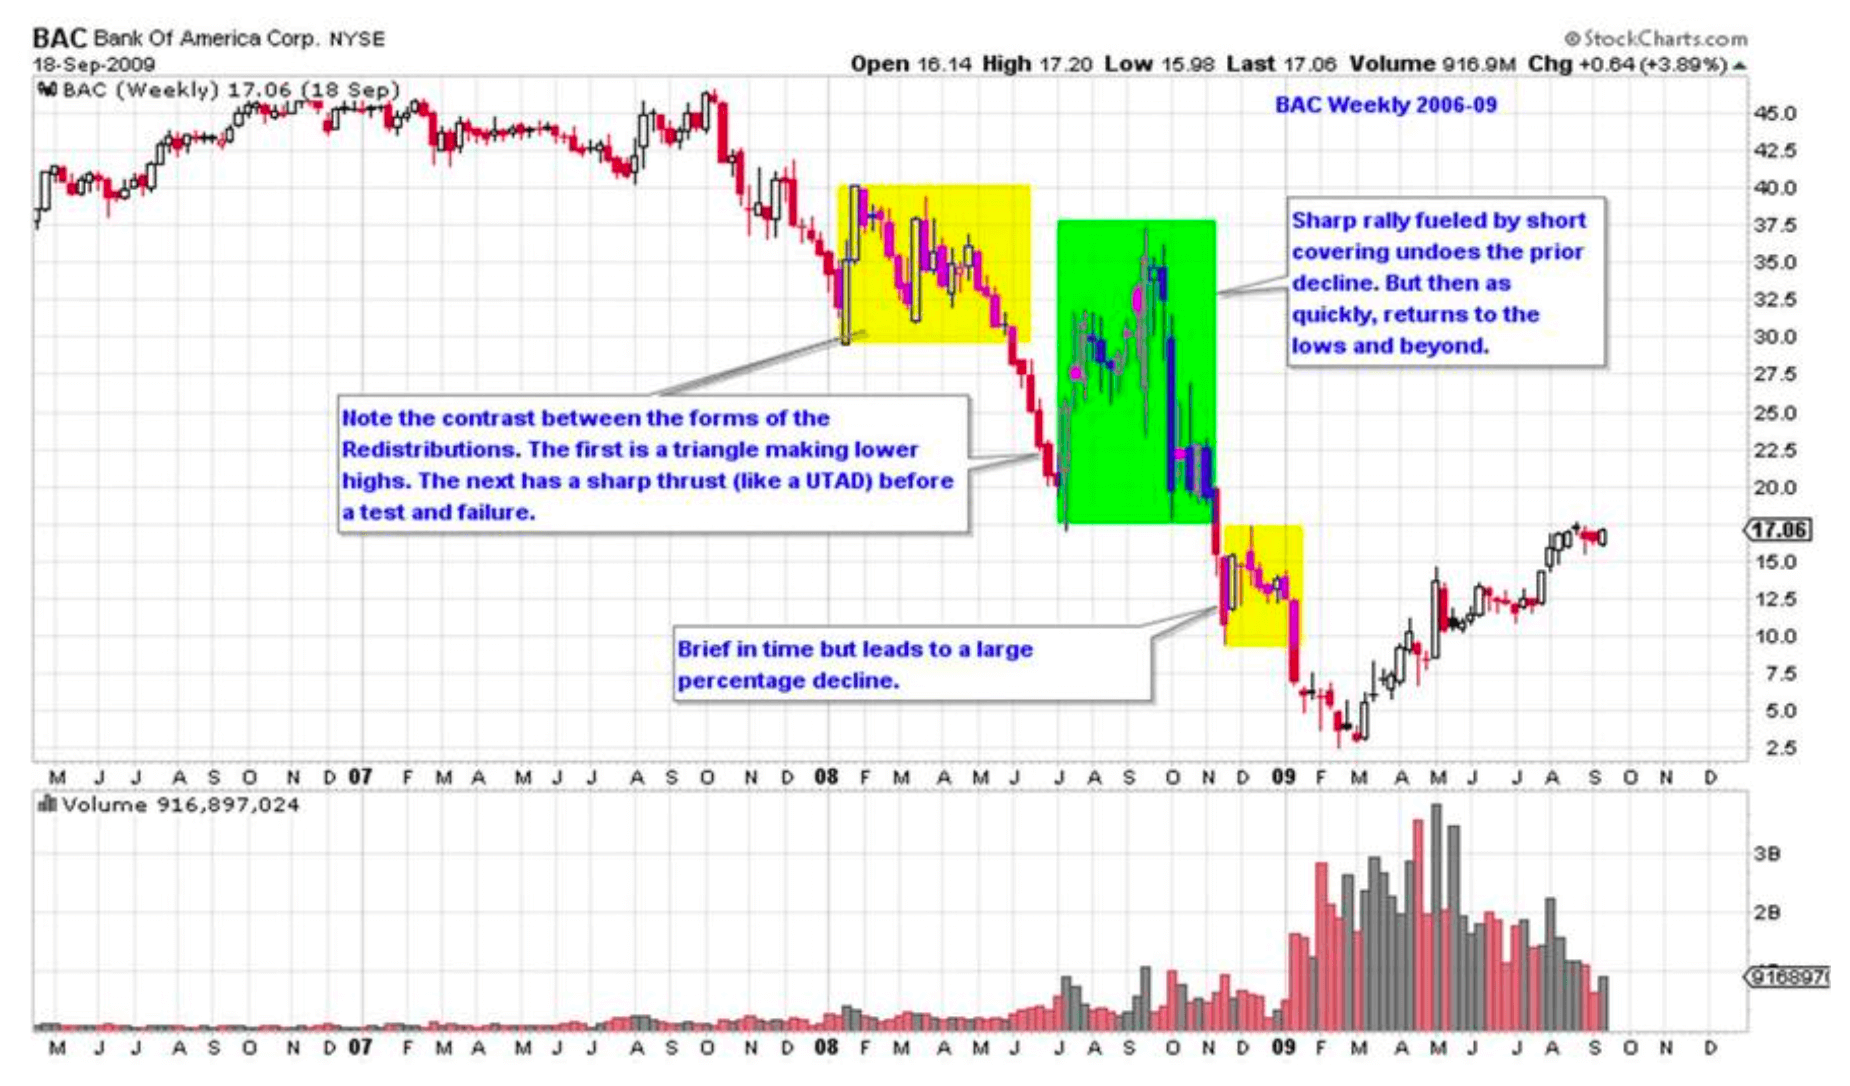 BAC Bank Of America Corp. NYSE
© StockCharts.com
18-Sep-2009
Open 16.14 High 17.20 Low 15.98 Last 17.06 Volume 916.9M Chg +0.64 (+3.89%)
BAC (Weekly) 17.06 (18 Sep)
BAC Weekly 2006-09
45.0
42.5
40.0
37.5
35.0
32.5
30.0
27.5
25.0
22.5
20.0
17.06
15.0
12.5
10.0
7.5
5.0
2.5
Sharp rally fueled by short
covering undoes the prior
decline. But then as
quickly, returns to the
lows and beyond.
Note the contrast between the forms of the
Redistributions. The first is a triangle making lower
highs. The next has a sharp thrust (like a UTAD) before
a test and failure.
Brief in time but leads to a large
percentage decline.
M J J A S O N D 07 F M A M J J A S O N D 08 F M A M J J A S O N D 09 F M A M J J A S O N D
Volume 916,897,024
3B
2B
916897
M J J A S O N D 07 F M A M J J A S O N D 08 F M A M J J A S O N D 09 F M A M J J A S O N D